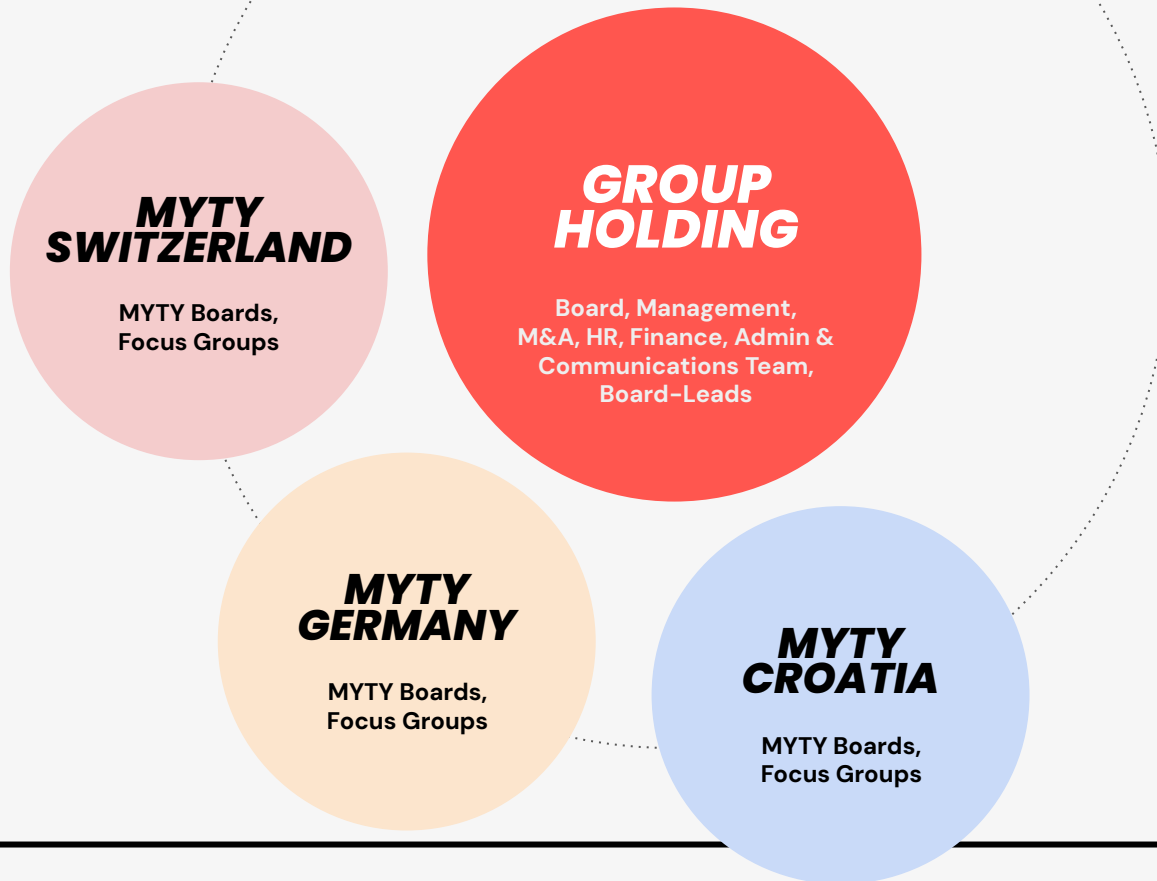 GROUP
HOLDING
Board, Management,
M&A, HR, Finance, Admin &
Communications Team,
Board-Leads
MYTY
SWITZERLAND
MYTY Boards,
Focus Groups
MYTY
GERMANY
MYTY Boards,
Focus Groups
MYTY
CROATIA
MYTY Boards,
Focus Groups